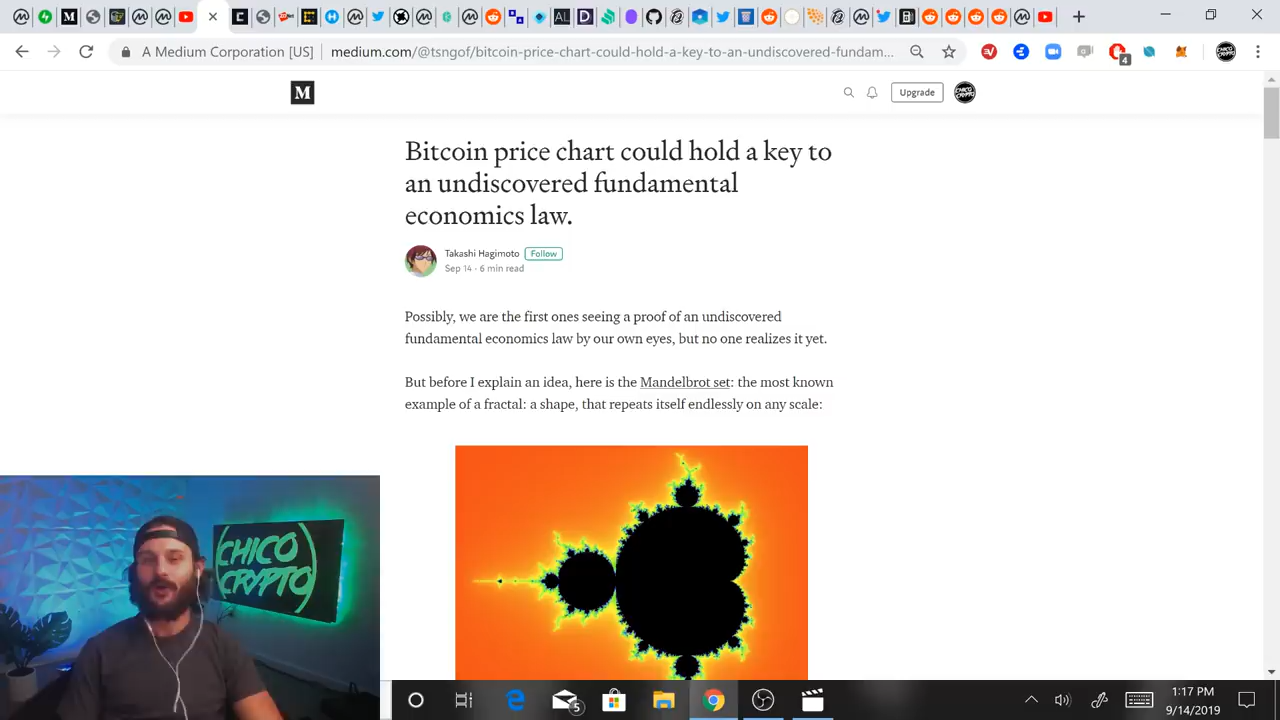 A Medium Corporation [US]
medium.com/@tsngof/bitcoin-price-chart-could-hold-a-key-to-an-undiscovered-fundam...
4
M
Upgrade
Bitcoin price chart could hold a key to
an undiscovered fundamental
economics law.
Takashi Hagimoto
Follow
Sep 14 · 6 min read
Possibly, we are the first ones seeing a proof of an undiscovered
fundamental economics law by our own eyes, but no one realizes it yet.
But before I explain an idea, here is the Mandelbrot set: the most known
example of a fractal: a shape, that repeats itself endlessly on any scale:
(CHICO
CRYPTO)
5
1:17 PM
9/14/2019